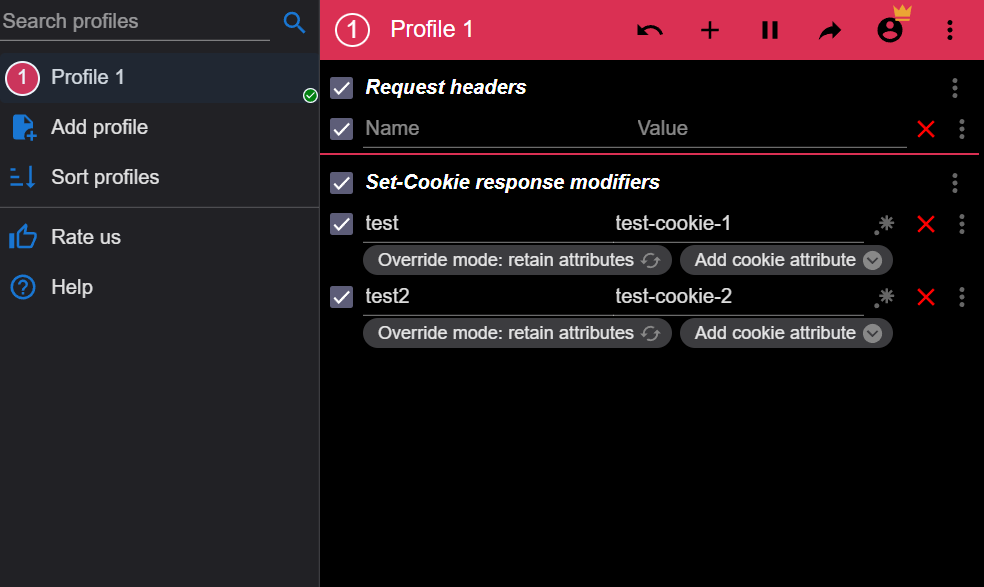 Search profiles
1 Profile 1
Add profile
Sort profiles
Rate us
? Help
1 Profile 1
Request headers
Name Value
Set-Cookie response modifiers
test test-cookie-1 .*
Override mode: retain attributes Add cookie attribute
test2 test-cookie-2 .*
Override mode: retain attributes Add cookie attribute